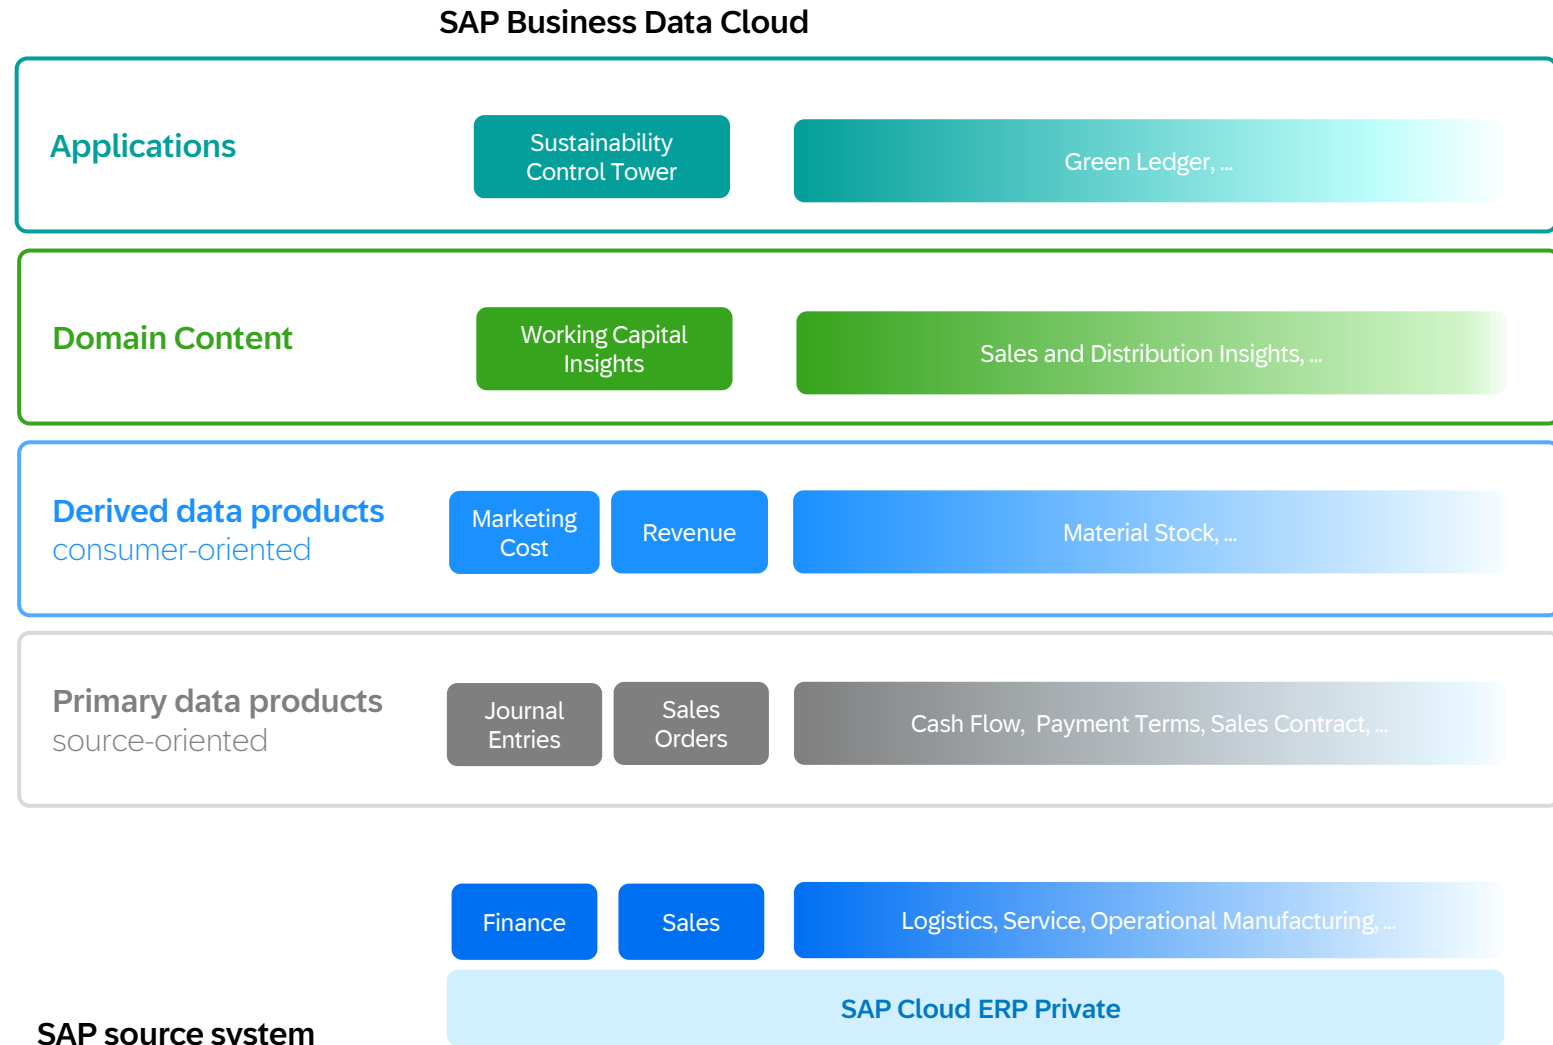 SAP Business Data Cloud
Applications
Sustainability
Control Tower
Green Ledger, ...
Domain Content
Working Capital
Insights
Sales and Distribution Insights, ...
Derived data products
consumer-oriented
Marketing
Cost
Revenue
Material Stock, ...
Primary data products
source-oriented
Journal
Entries
Sales
Orders
Cash Flow,  Payment Terms, Sales Contract, ...
Finance
Sales
Logistics, Service, Operational Manufacturing, ...
SAP Cloud ERP Private
SAP source system